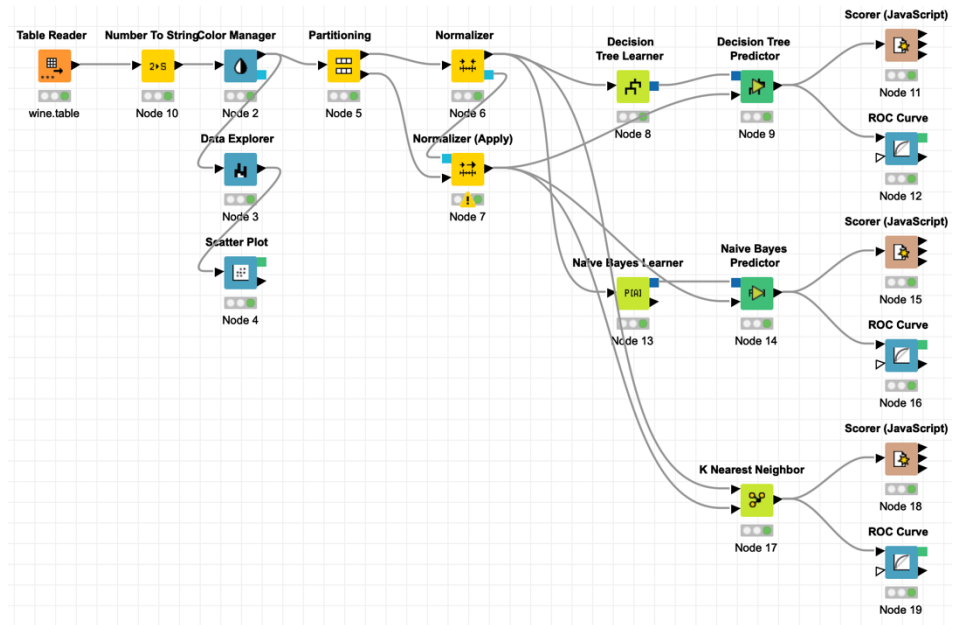 Scorer (JavaScript)
Table Reader
Number To String
Color Manager
Partitioning
Normalizer
Decision
Tree Learner
Decision Tree
Predictor
2▸S
wine.table
Node 10
Node 2
Node 5
Node 6
Node 8
Node 9
Node 11
ROC Curve
Data Explorer
Normalizer (Apply)
Node 3
Node 7
Node 12
Scatter Plot
Scorer (JavaScript)
Naive Bayes Learner
Naive Bayes
Predictor
P[A]
Node 4
Node 13
Node 14
Node 15
ROC Curve
Node 16
Scorer (JavaScript)
K Nearest Neighbor
Node 17
Node 18
ROC Curve
Node 19